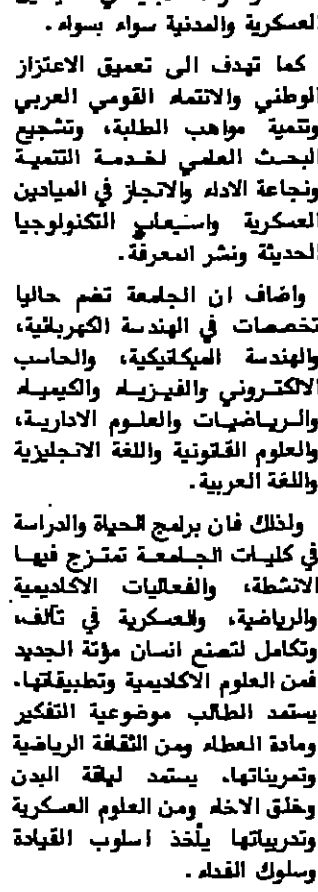 العسكرية والمدنية سواء بسواء.
كما تهدف الى تعميق الاعتزاز
الوطني والانتماء القومي العربي
وتنمية مواهب الطلبة، وتشجيع
البحث العلمي لخدمة التنمية
ونجاعة الاداء والانجاز في الميادين
العسكرية واستيعاب التكنولوجيا
الحديثة ونشر المعرفة.
واضاف ان الجامعة تضم حاليا
تخصصات في الهندسة الكهربائية،
والهندسة الميكانيكية، والحاسب
الالكتروني والفيزياء والكيمياء
والرياضيات والعلوم الادارية،
والعلوم القانونية واللغة الانجليزية
واللغة العربية.
ولذلك فان برامج الحياة والدراسة
في كليات الجامعة تمتزج فيها
الانشطة، والفعاليات الاكاديمية
والرياضية، والعسكرية في تآلف،
وتكامل لتصنع انسان مؤتة الجديد
فمن العلوم الاكاديمية وتطبيقاتها،
يستمد الطالب موضوعية التفكير
ومادة العطاء ومن الثقافة الرياضية
وتمريناتها، يستمد لياقة البدن
وخلق الاخاء ومن العلوم العسكرية
وتدريباتها يأخذ اسلوب القيادة
وسلوك الفداء.